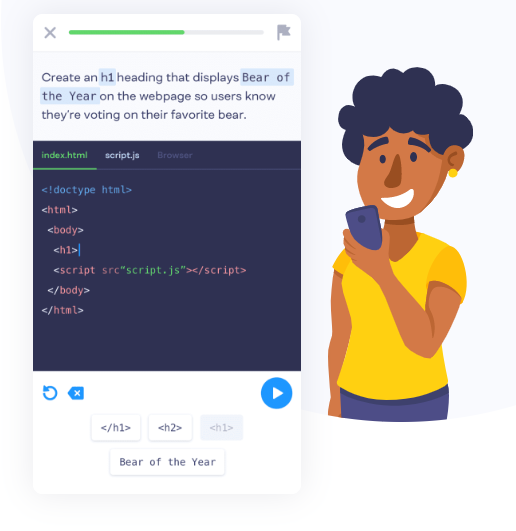 Create an h1 heading that displays Bear of
the Year on the webpage so users know
they're voting on their favorite bear.
index.html script.js Browser
<!doctype html>
<html>
<body>
<h1>
<script src“script.js”></script>
</body>
</html>
</h1> <h2> <h1>
Bear of the Year